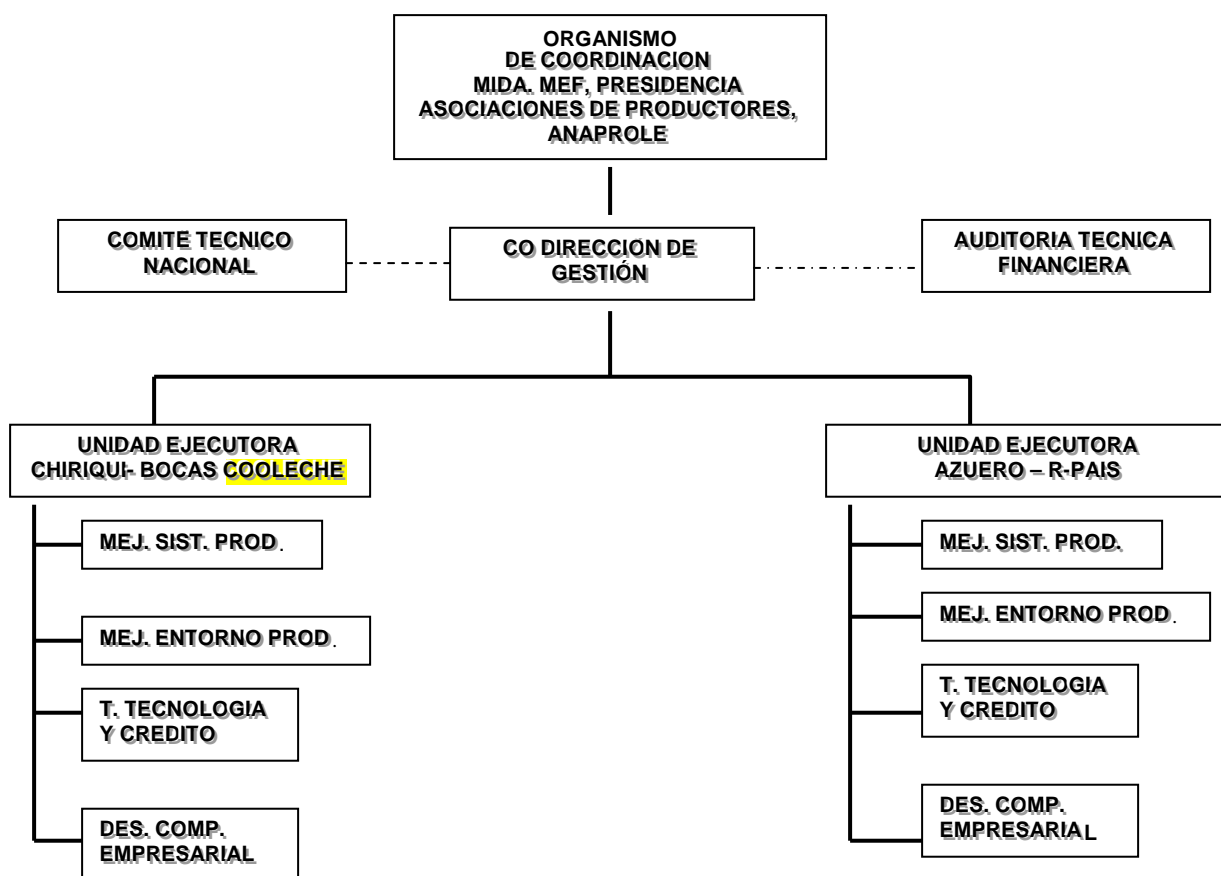 ORGANISMO
DE COORDINACION
MIDA. MEF, PRESIDENCIA
ASOCIACIONES DE PRODUCTORES,
ANAPROLE
COMITE TECNICO
NACIONAL
CO DIRECCION DE
GESTIÓN
AUDITORIA TECNICA
FINANCIERA
UNIDAD EJECUTORA
CHIRIQUI- BOCAS COOLECHE
MEJ. SIST. PROD.
MEJ. ENTORNO PROD.
T. TECNOLOGIA
Y CREDITO
DES. COMP.
EMPRESARIAL
UNIDAD EJECUTORA
AZUERO – R-PAIS
MEJ. SIST. PROD.
MEJ. ENTORNO PROD.
T. TECNOLOGIA
Y CREDITO
DES. COMP.
EMPRESARIAL